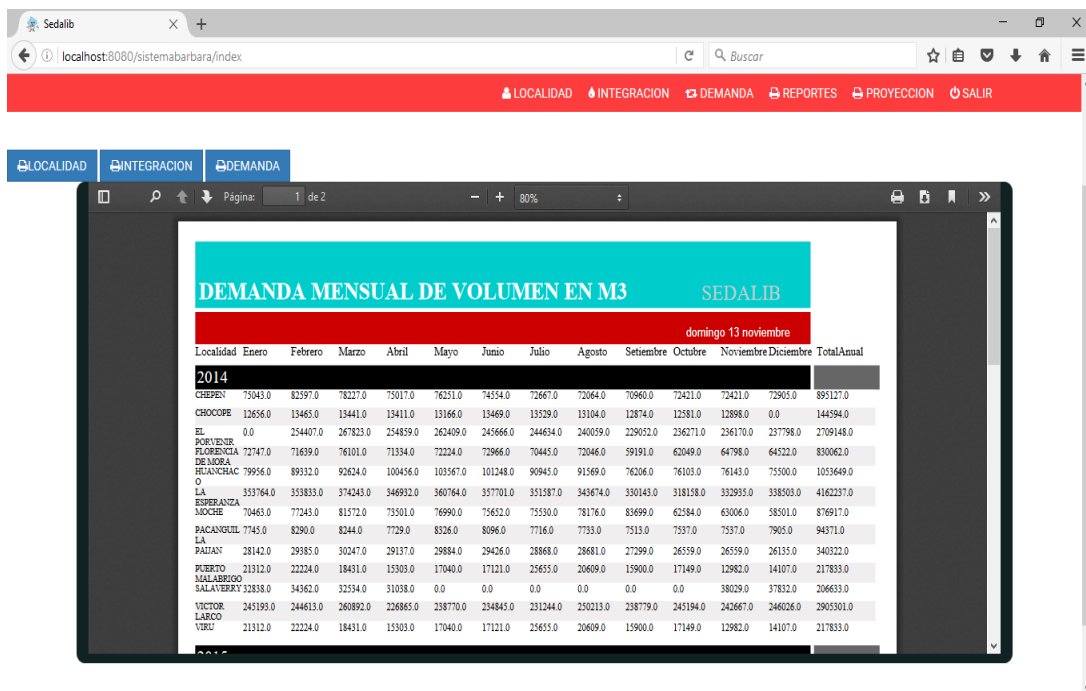 Sedalib
localhost:8080/sistemabarbara/index
Buscar
LOCALIDAD INTEGRACION DEMANDA REPORTES PROYECCION SALIR
LOCALIDAD INTEGRACION DEMANDA
Página: 1 de 2 80%
DEMANDA MENSUAL DE VOLUMEN EN M3 SEDALIB
domingo 13 noviembre
Localidad Enero Febrero Marzo Abril Mayo Junio Julio Agosto Setiembre Octubre Noviembre Diciembre TotalAnual
2014
CHEPEN 75043.0 82597.0 78227.0 75017.0 76251.0 74554.0 72667.0 72064.0 70960.0 72421.0 72421.0 72905.0 895127.0
CHOCOPE 12656.0 13465.0 13441.0 13411.0 13166.0 13469.0 13529.0 13104.0 12874.0 12581.0 12898.0 0.0 144594.0
EL 0.0 254407.0 267823.0 254859.0 262409.0 245666.0 244634.0 240059.0 229052.0 236271.0 236170.0 237798.0 2709148.0
PORVENIR
FLORENCIA 72747.0 71639.0 76101.0 71334.0 72224.0 72966.0 70445.0 72046.0 59191.0 62049.0 64798.0 64522.0 830062.0
DE MORA
HUANCHAC 79956.0 89332.0 92624.0 100456.0 103567.0 101248.0 90945.0 91569.0 76206.0 76103.0 76143.0 75500.0 1053649.0
O
LA 353764.0 353833.0 374243.0 346932.0 360764.0 357701.0 351587.0 343674.0 330143.0 318158.0 332935.0 338503.0 4162237.0
ESPERANZA
MOCHE 70463.0 77243.0 81572.0 73501.0 76990.0 75652.0 75530.0 78176.0 83699.0 62584.0 63006.0 58501.0 876917.0
PACANGUIL 7745.0 8290.0 8244.0 7729.0 8326.0 8096.0 7716.0 7733.0 7513.0 7537.0 7537.0 7905.0 94371.0
LA
PAIJAN 28142.0 29385.0 30247.0 29137.0 29884.0 29426.0 28868.0 28681.0 27299.0 26559.0 26559.0 26135.0 340322.0
PUERTO 21312.0 22224.0 18431.0 15303.0 17040.0 17121.0 25655.0 20609.0 15900.0 17149.0 12982.0 14107.0 217833.0
MALABRIGO
SALAVERRY 32838.0 34362.0 32534.0 31038.0 0.0 0.0 0.0 0.0 0.0 0.0 38029.0 37832.0 206633.0
VICTOR 245193.0 244613.0 260892.0 226865.0 238770.0 234845.0 231244.0 250213.0 238779.0 245194.0 242667.0 246026.0 2905301.0
LARCO
VIRU 21312.0 22224.0 18431.0 15303.0 17040.0 17121.0 25655.0 20609.0 15900.0 17149.0 12982.0 14107.0 217833.0